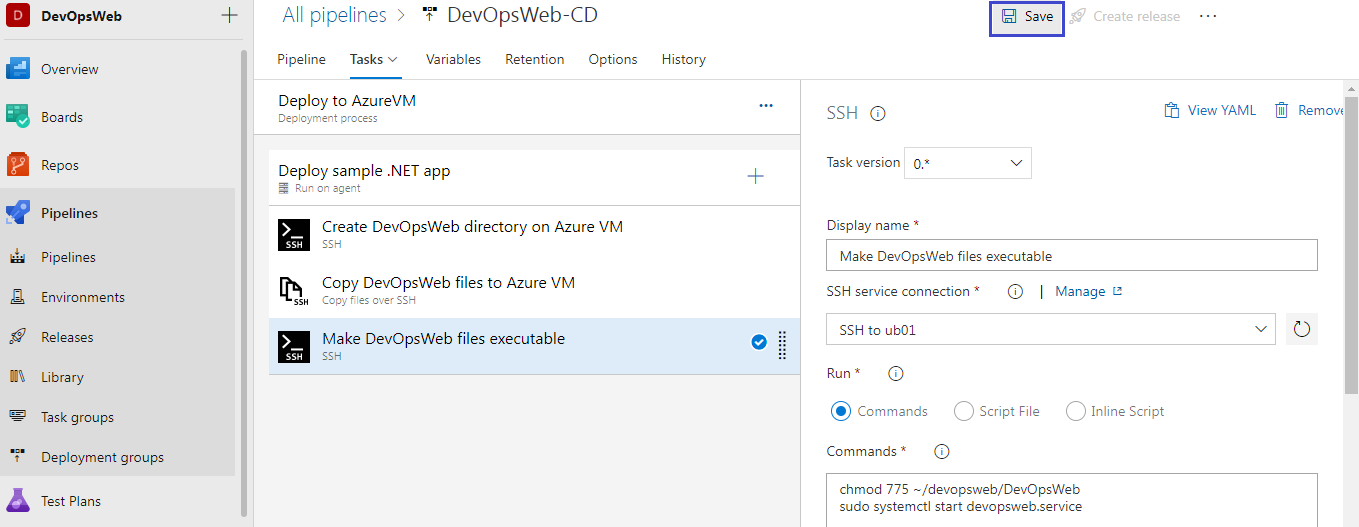 D DevOpsWeb
Overview
Boards
Repos
Pipelines
Pipelines
Environments
Releases
Library
Task groups
Deployment groups
Test Plans
All pipelines > DevOpsWeb-CD
Save Create release ...
Pipeline Tasks Variables Retention Options History
Deploy to AzureVM
Deployment process
Deploy sample .NET app
Run on agent
Create DevOpsWeb directory on Azure VM
SSH
SSH
Copy DevOpsWeb files to Azure VM
SSH
Copy files over SSH
Make DevOpsWeb files executable
SSH
SSH
SSH
View YAML Remove
Task version 0.*
Display name *
Make DevOpsWeb files executable
SSH service connection * | Manage
SSH to ub01
Run *
Commands Script File Inline Script
Commands *
chmod 775 ~/devopsweb/DevOpsWeb
sudo systemctl start devopsweb.service